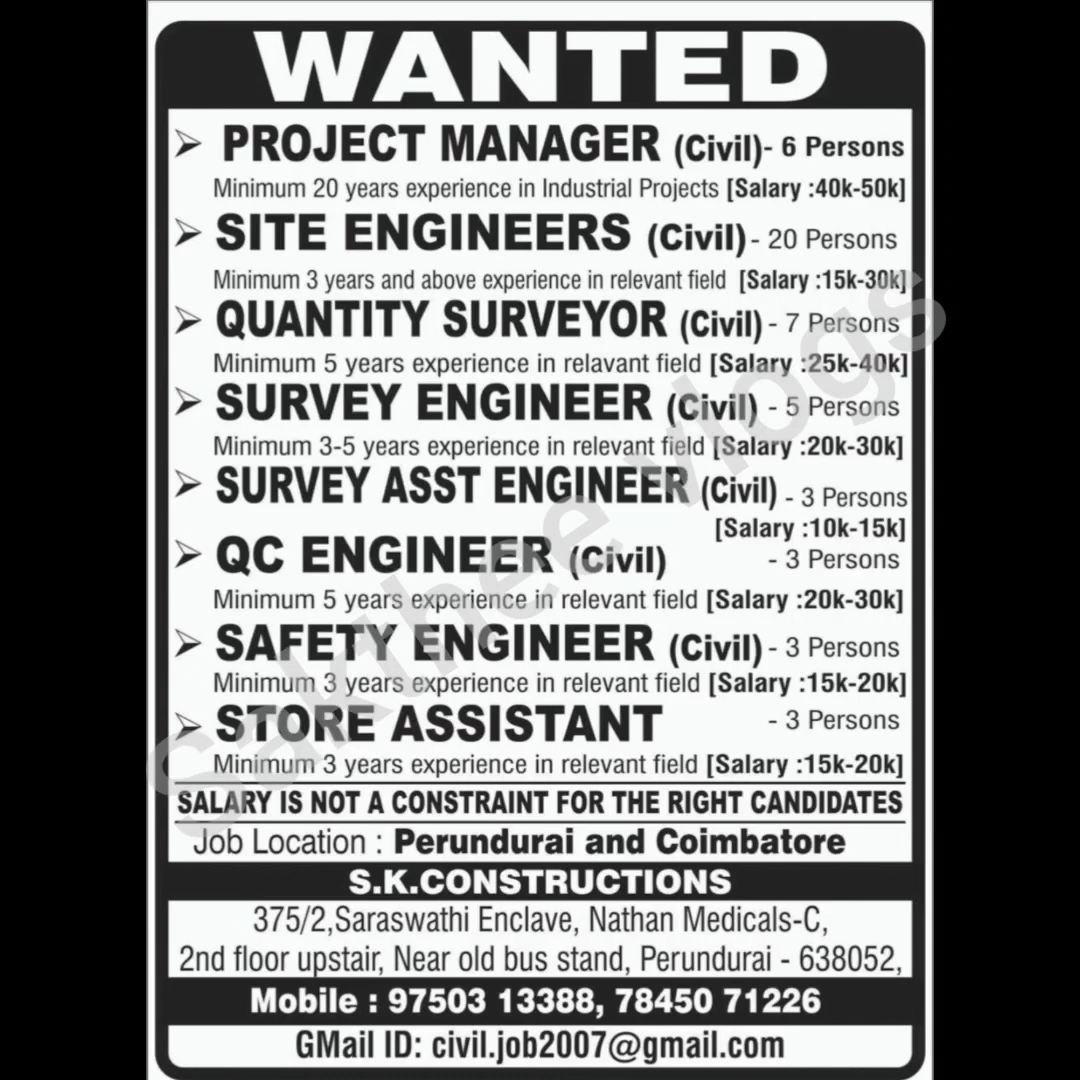 WANTED
➢ PROJECT MANAGER (Civil)- 6 Persons
Minimum 20 years experience in Industrial Projects [Salary :40k-50k]
➢ SITE ENGINEERS (Civil) - 20 Persons
Minimum 3 years and above experience in relevant field [Salary :15k-30k]
➢ QUANTITY SURVEYOR (Civil) - 7 Persons
Minimum 5 years experience in relavant field [Salary :25k-40k]
➢ SURVEY ENGINEER (Civil) - 5 Persons
Minimum 3-5 years experience in relevant field [Salary :20k-30k]
➢ SURVEY ASST ENGINEER (Civil) - 3 Persons
[Salary :10k-15k]
➢ QC ENGINEER (Civil) - 3 Persons
Minimum 5 years experience in relevant field [Salary :20k-30k]
➢ SAFETY ENGINEER (Civil) - 3 Persons
Minimum 3 years experience in relevant field [Salary :15k-20k]
➢ STORE ASSISTANT - 3 Persons
Minimum 3 years experience in relevant field [Salary :15k-20k]
SALARY IS NOT A CONSTRAINT FOR THE RIGHT CANDIDATES
Job Location : Perundurai and Coimbatore
S.K.CONSTRUCTIONS
375/2,Saraswathi Enclave, Nathan Medicals-C,
2nd floor upstair, Near old bus stand, Perundurai - 638052,
Mobile : 97503 13388, 78450 71226
GMail ID: civil.job2007@gmail.com
Sakthee vlogs